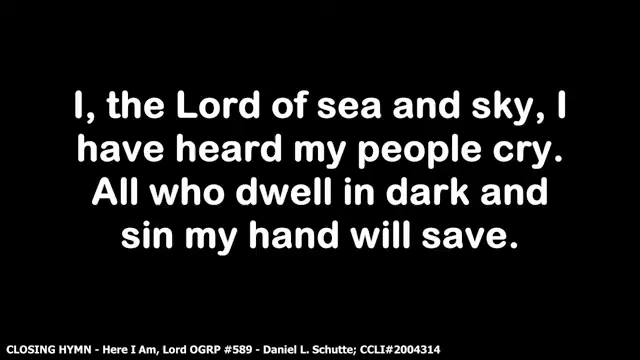 I, the Lord of sea and sky, I
have heard my people cry.
All who dwell in dark and
sin my hand will save.
CLOSING HYMN - Here I Am, Lord OGRP #589 - Daniel L. Schutte; CCLI#2004314